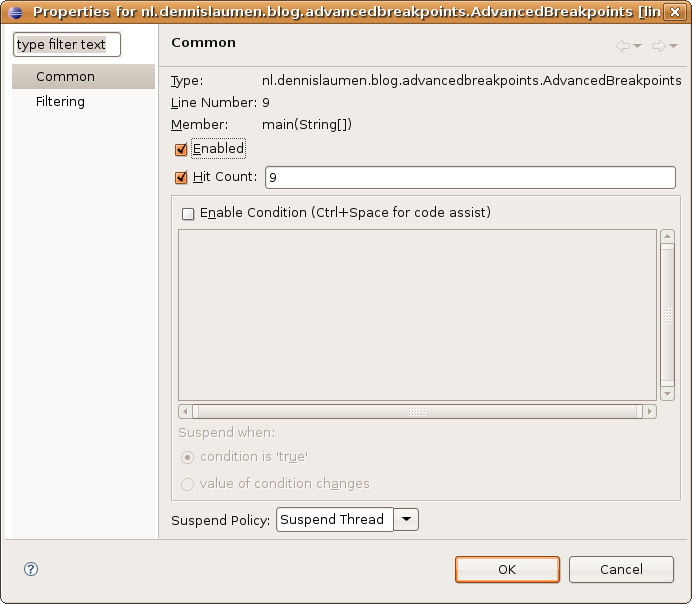 Properties for nl.dennislaumen.blog.advancedbreakpoints.AdvancedBreakpoints [lin
type filter text
Common
Filtering
Common
Type: nl.dennislaumen.blog.advancedbreakpoints.AdvancedBreakpoints
Line Number: 9
Member: main(String[])
Enabled
Hit Count: 9
Enable Condition (Ctrl+Space for code assist)
Suspend when:
condition is 'true'
value of condition changes
Suspend Policy: Suspend Thread
?
OK Cancel